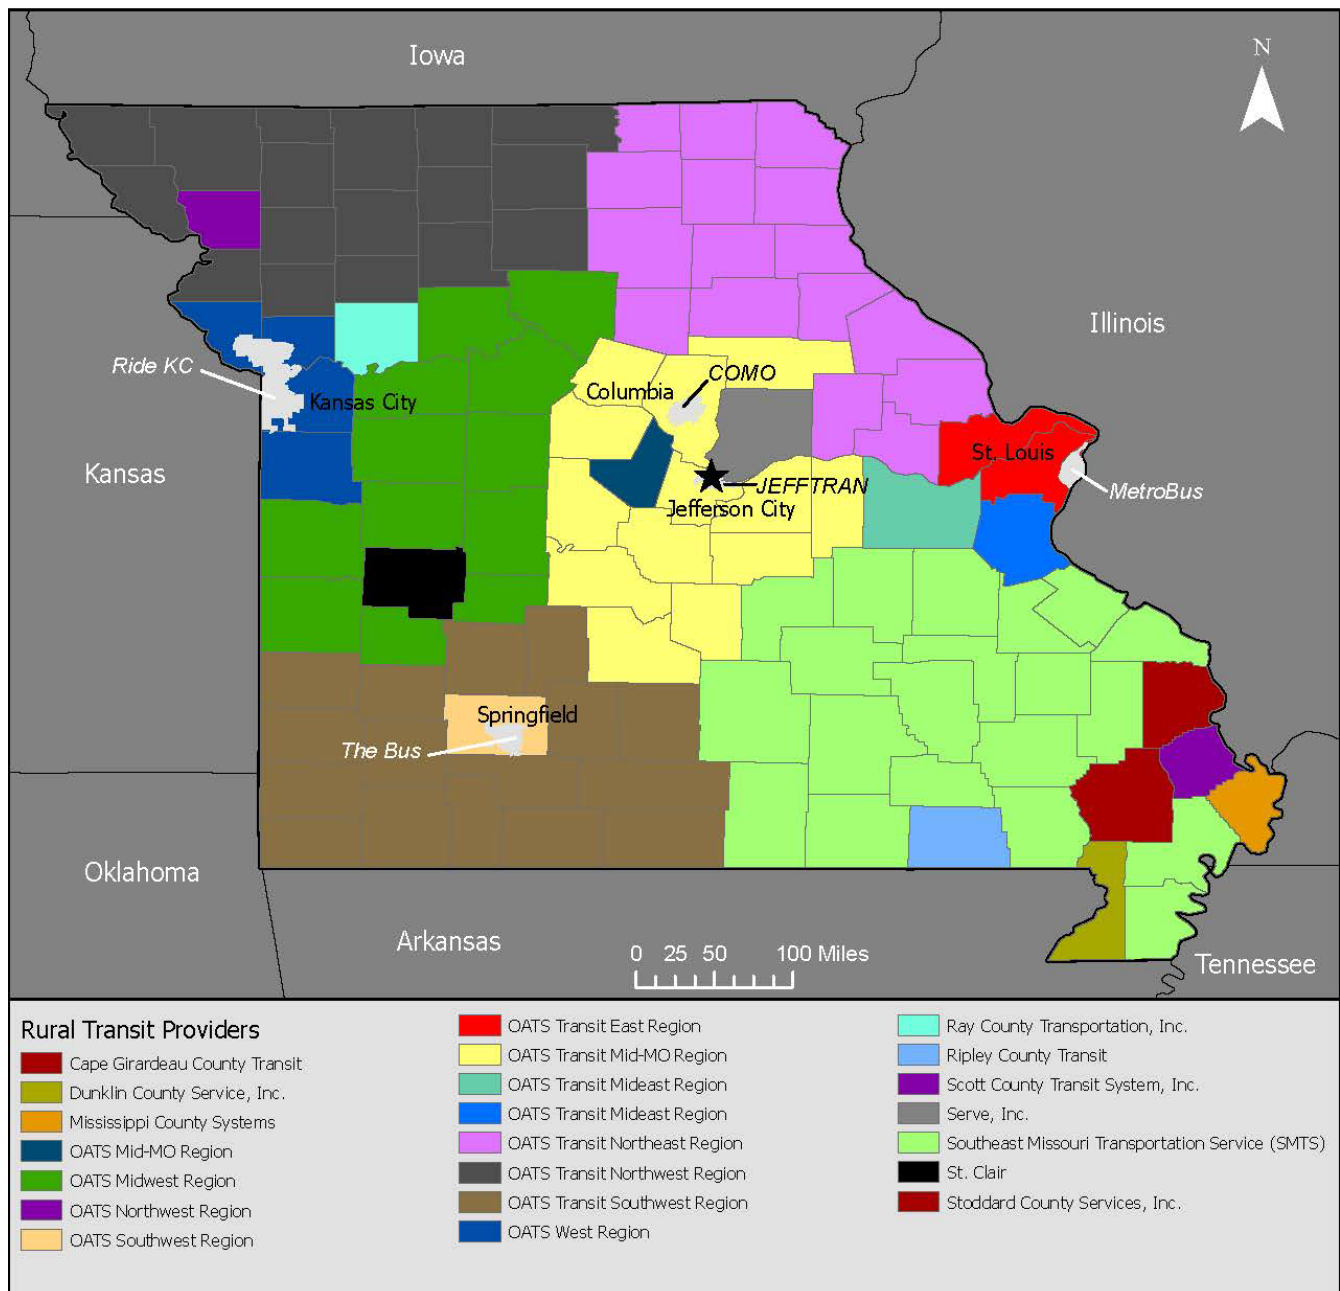 Iowa
N
Illinois
Ride KC
COMO
Columbia
Kansas City
St. Louis
Kansas
JEFFTRAN
MetroBus
Jefferson City
Springfield
The Bus
Oklahoma
Arkansas
0 25 50 100 Miles
Tennessee
Rural Transit Providers
Cape Girardeau County Transit
Dunklin County Service, Inc.
Mississippi County Systems
OATS Mid-MO Region
OATS Midwest Region
OATS Northwest Region
OATS Southwest Region
OATS Transit East Region
OATS Transit Mid-MO Region
OATS Transit Mideast Region
OATS Transit Mideast Region
OATS Transit Northeast Region
OATS Transit Northwest Region
OATS Transit Southwest Region
OATS West Region
Ray County Transportation, Inc.
Ripley County Transit
Scott County Transit System, Inc.
Serve, Inc.
Southeast Missouri Transportation Service (SMTS)
St. Clair
Stoddard County Services, Inc.